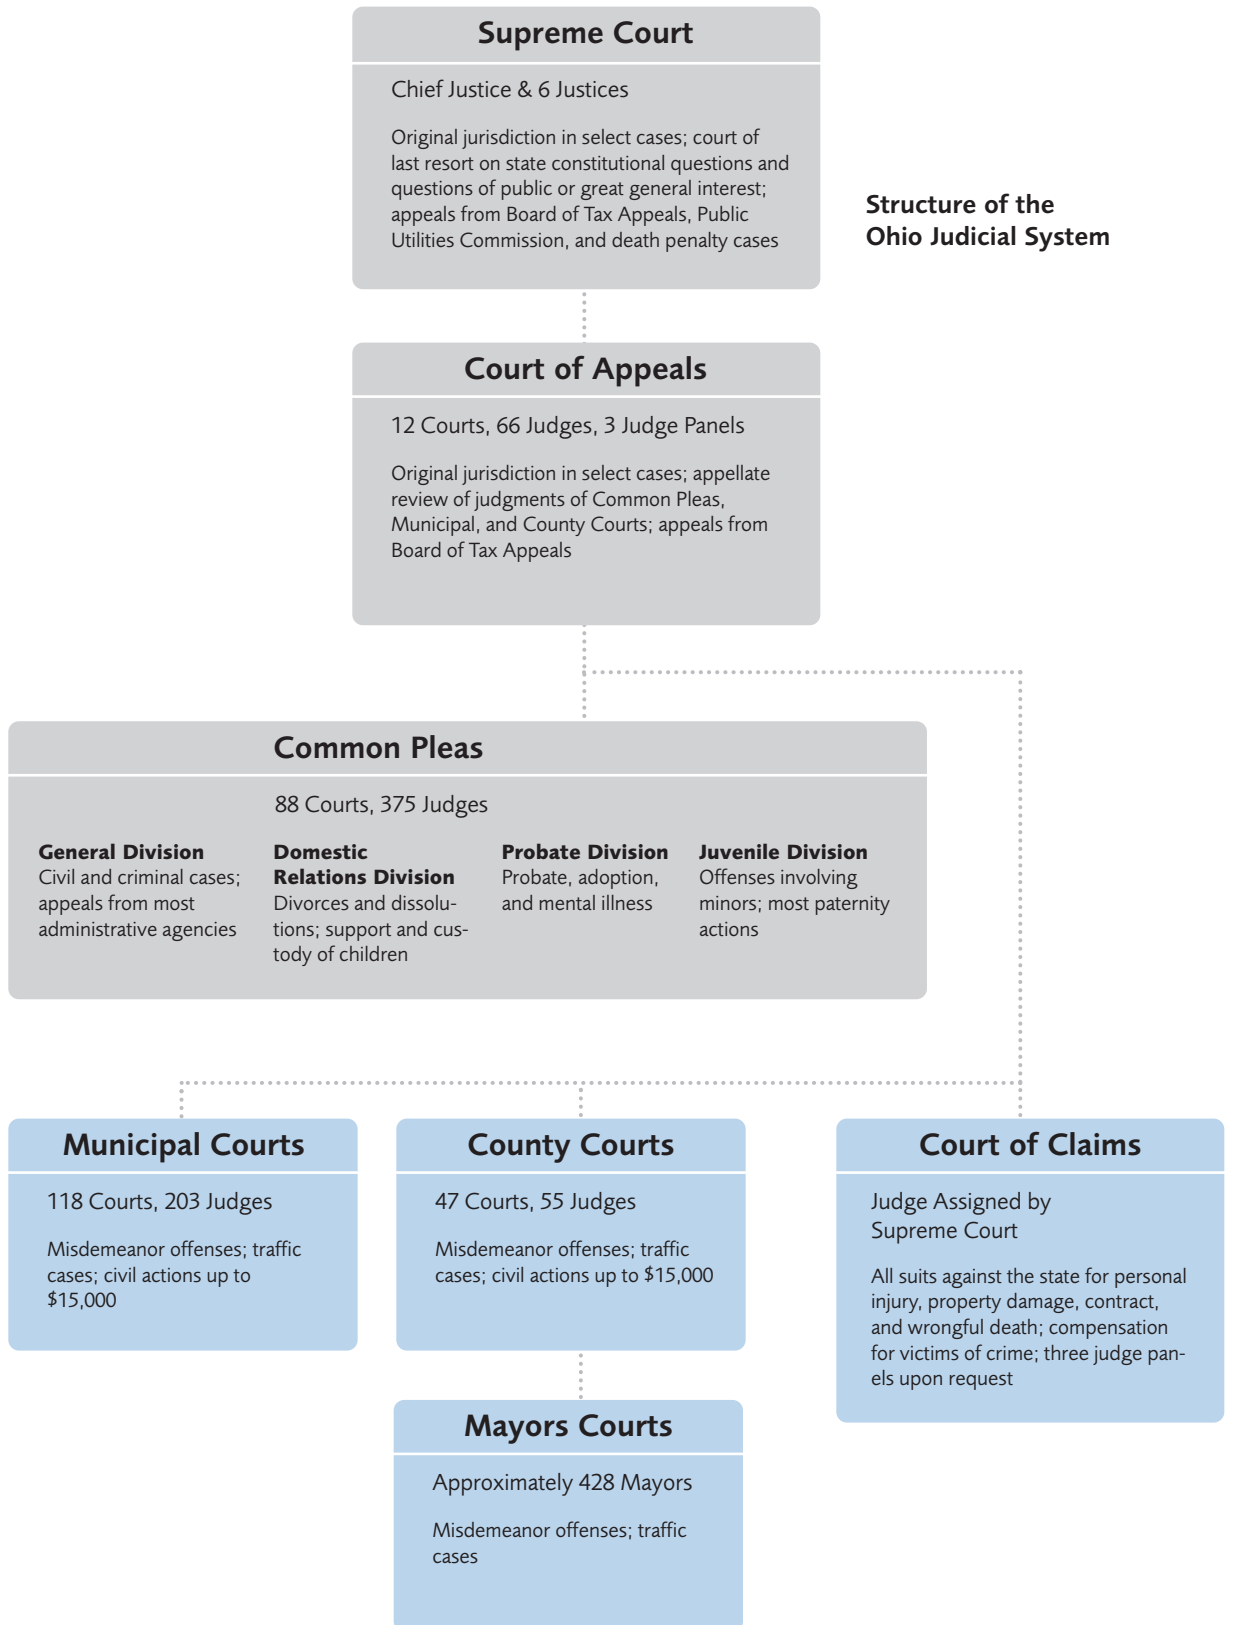 Supreme Court
Chief Justice & 6 Justices
Original jurisdiction in select cases; court of
last resort on state constitutional questions and
questions of public or great general interest;
appeals from Board of Tax Appeals, Public
Utilities Commission, and death penalty cases
Structure of the
Ohio Judicial System
Court of Appeals
12 Courts, 66 Judges, 3 Judge Panels
Original jurisdiction in select cases; appellate
review of judgments of Common Pleas,
Municipal, and County Courts; appeals from
Board of Tax Appeals
Common Pleas
88 Courts, 375 Judges
General Division
Civil and criminal cases;
appeals from most
administrative agencies
Domestic
Relations Division
Divorces and dissolu-
tions; support and cus-
tody of children
Probate Division
Probate, adoption,
and mental illness
Juvenile Division
Offenses involving
minors; most paternity
actions
Municipal Courts
118 Courts, 203 Judges
Misdemeanor offenses; traffic
cases; civil actions up to
$15,000
County Courts
47 Courts, 55 Judges
Misdemeanor offenses; traffic
cases; civil actions up to $15,000
Court of Claims
Judge Assigned by
Supreme Court
All suits against the state for personal
injury, property damage, contract,
and wrongful death; compensation
for victims of crime; three judge pan-
els upon request
Mayors Courts
Approximately 428 Mayors
Misdemeanor offenses; traffic
cases